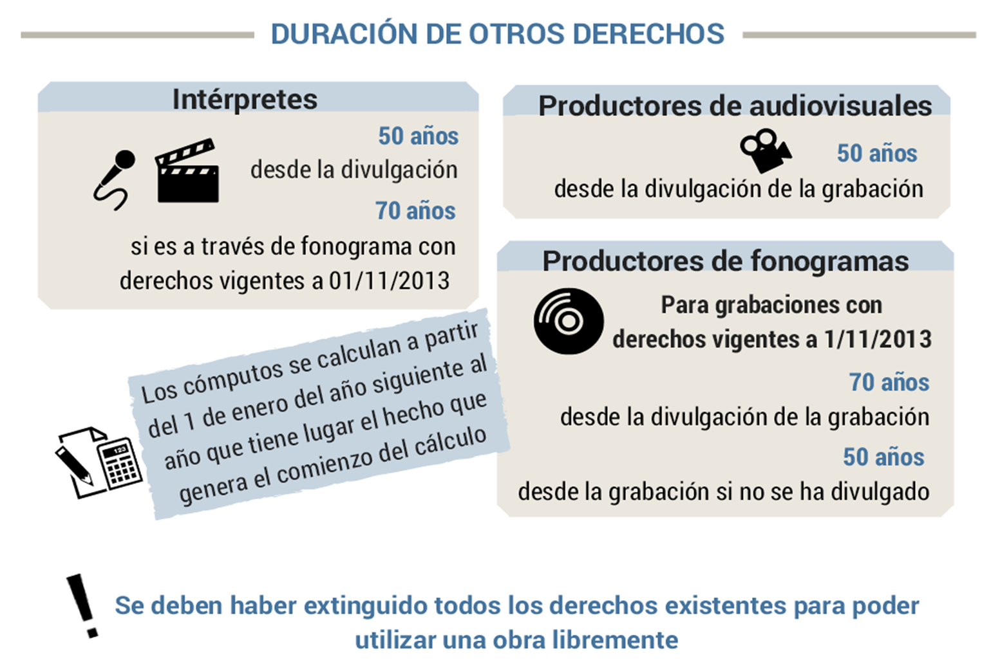 DURACIÓN DE OTROS DERECHOS
Intérpretes
50 años
desde la divulgación
70 años
si es a través de fonograma con
derechos vigentes a 01/11/2013
Productores de audiovisuales
50 años
desde la divulgación de la grabación
Productores de fonogramas
Para grabaciones con
derechos vigentes a 1/11/2013
70 años
desde la divulgación de la grabación
50 años
desde la grabación si no se ha divulgado
Los cómputos se calculan a partir
del 1 de enero del año siguiente al
año que tiene lugar el hecho que
genera el comienzo del cálculo
123
! Se deben haber extinguido todos los derechos existentes para poder
utilizar una obra libremente